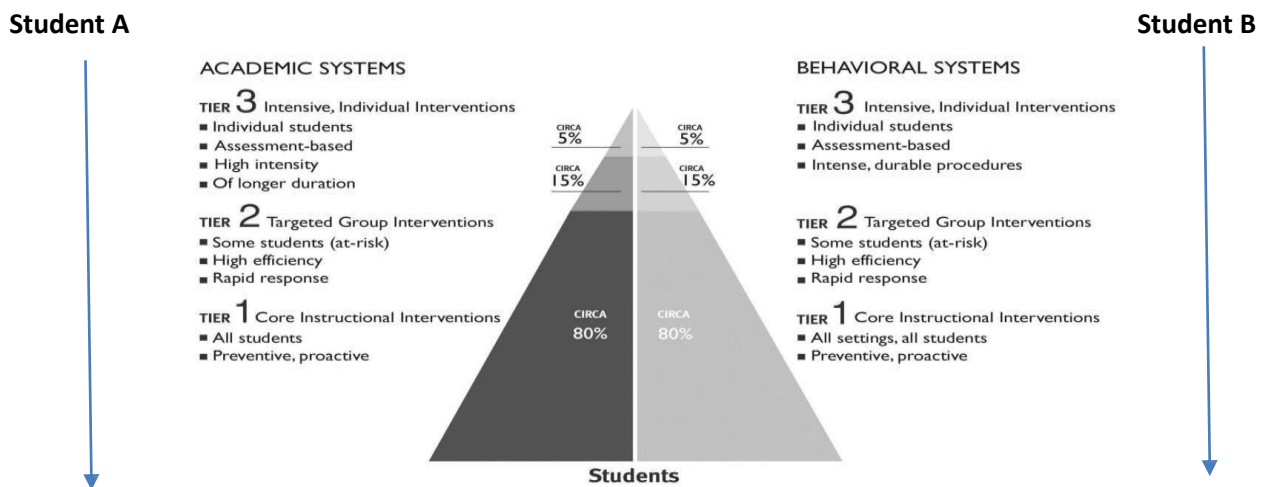 Student A
Student B
ACADEMIC SYSTEMS
TIER 3 Intensive, Individual Interventions
■ Individual students
■ Assessment-based
■ High intensity
■ Of longer duration
TIER 2 Targeted Group Interventions
■ Some students (at-risk)
■ High efficiency
■ Rapid response
TIER 1 Core Instructional Interventions
■ All students
■ Preventive, proactive
CIRCA
5%
CIRCA
15%
CIRCA
80%
CIRCA
5%
CIRCA
15%
CIRCA
80%
Students
BEHAVIORAL SYSTEMS
TIER 3 Intensive, Individual Interventions
■ Individual students
■ Assessment-based
■ Intense, durable procedures
TIER 2 Targeted Group Interventions
■ Some students (at-risk)
■ High efficiency
■ Rapid response
TIER 1 Core Instructional Interventions
■ All settings, all students
■ Preventive, proactive